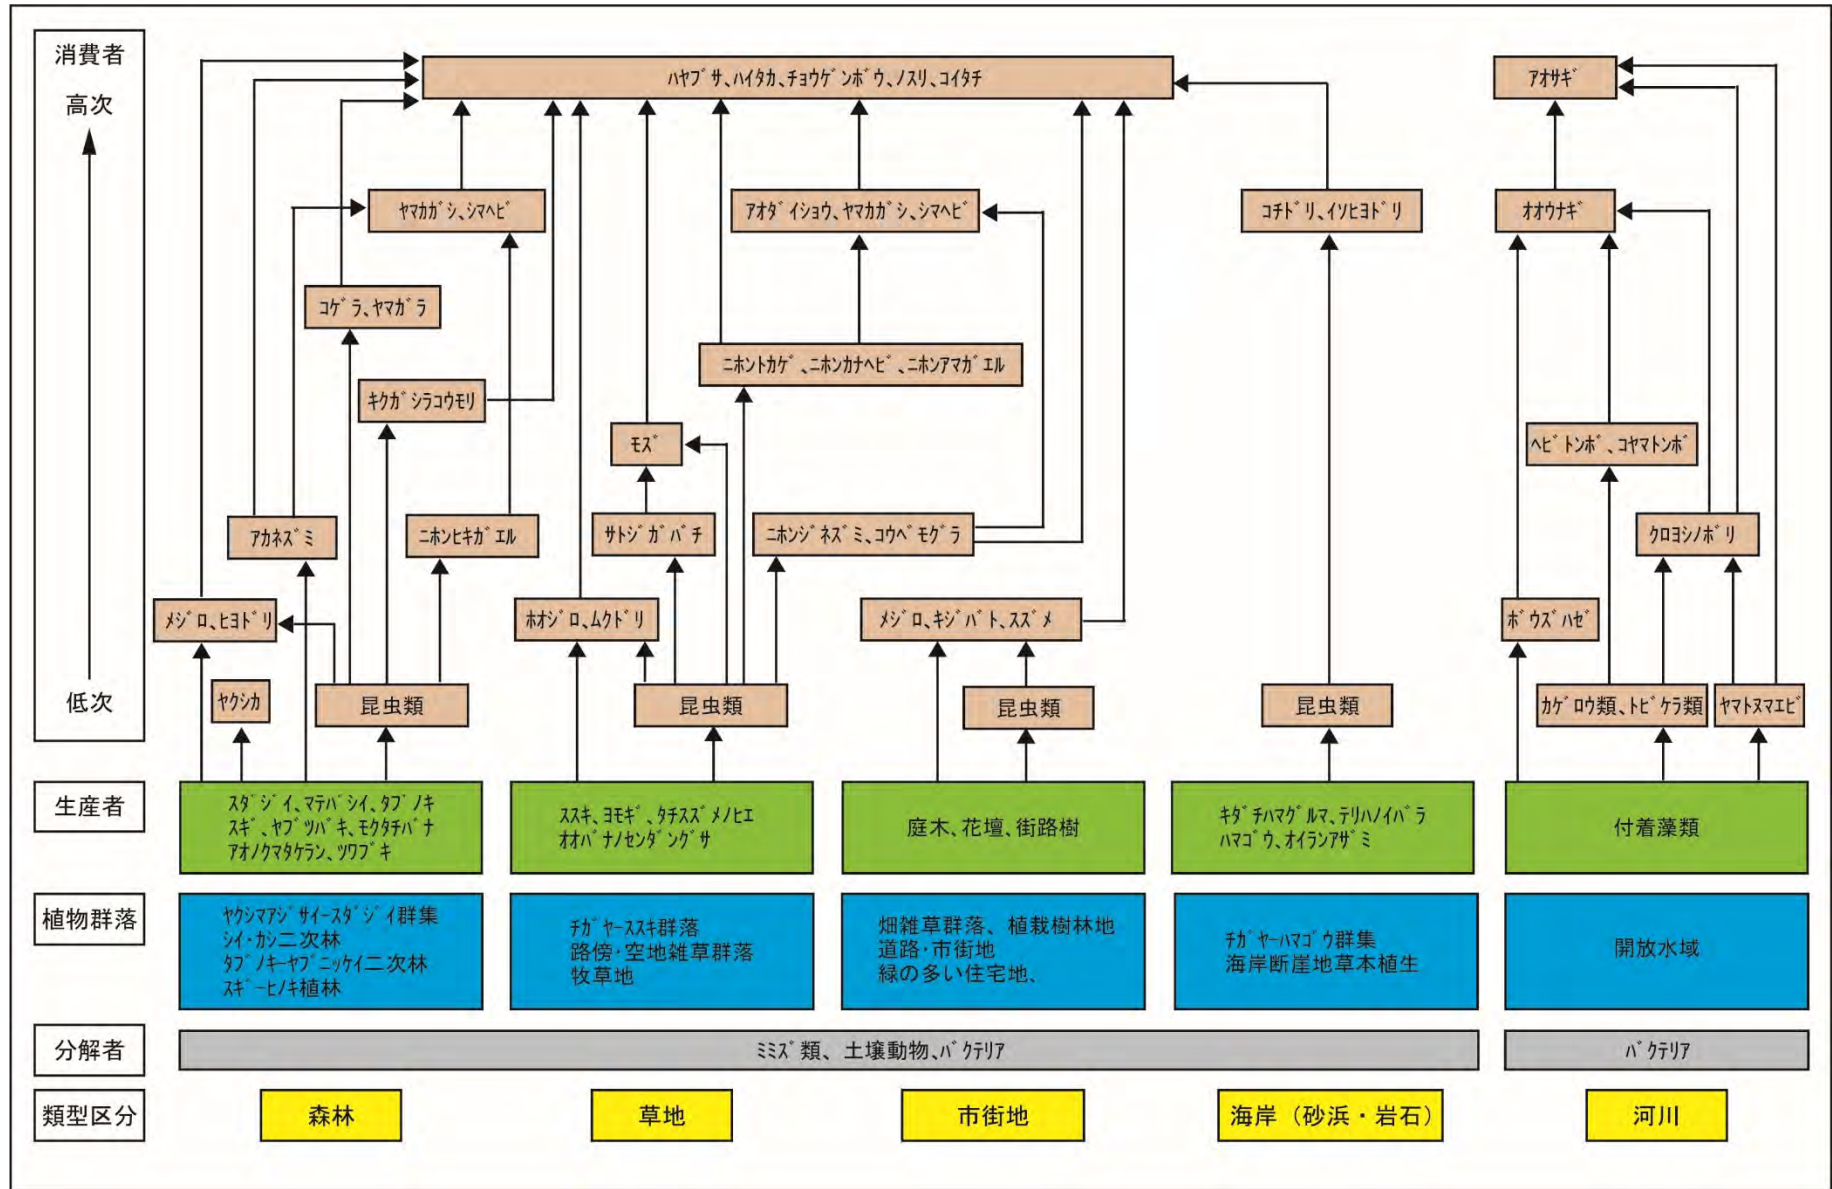 消費者
高次
低次
ﾊﾔﾌﾞｻ、ﾊｲﾀｶ、ﾁｮｳｹﾞﾝﾎﾞｳ、ﾉｽﾘ、ｺｲﾀﾁ
ｱｵｻｷﾞ
ﾔﾏｶｶﾞｼ、ｼﾏﾍﾋﾞ
ｱｵﾀﾞｲｼｮｳ、ﾔﾏｶｶﾞｼ、ｼﾏﾍﾋﾞ
ｺﾁﾄﾞﾘ、ｲｿﾋﾖﾄﾞﾘ
ｵｵｳﾅｷﾞ
ｺｹﾞﾗ、ﾔﾏｶﾞﾗ
ﾆﾎﾝﾄｶｹﾞ、ﾆﾎﾝｶﾅﾍﾋﾞ、ﾆﾎﾝｱﾏｶﾞｴﾙ
ｷｸｶﾞｼﾗｺｳﾓﾘ
ﾓｽﾞ
ﾍﾋﾞﾄﾝﾎﾞ、ｺﾔﾏﾄﾝﾎﾞ
ｱｶﾈｽﾞﾐ
ﾆﾎﾝﾋｷｶﾞｴﾙ
ｻﾄｼﾞｶﾞﾊﾞﾁ
ﾆﾎﾝｼﾞﾈｽﾞﾐ、ｺｳﾍﾞﾓｸﾞﾗ
ｸﾛﾖｼﾉﾎﾞﾘ
ﾒｼﾞﾛ、ﾋﾖﾄﾞﾘ
ﾎｵｼﾞﾛ、ﾑｸﾄﾞﾘ
ﾒｼﾞﾛ、ｷｼﾞﾊﾞﾄ、ｽｽﾞﾒ
ﾎﾞｳｽﾞﾊｾﾞ
ﾔｸｼｶ
昆虫類
昆虫類
昆虫類
昆虫類
ｶｹﾞﾛｳ類、ﾄﾋﾞｹﾗ類
ﾔﾏﾄﾇﾏｴﾋﾞ
生産者
ｽﾀﾞｼﾞｲ、ﾏﾃﾊﾞｼｲ、ﾀﾌﾞﾉｷ
ｽｷﾞ、ﾔﾌﾞﾂﾊﾞｷ、ﾓｸﾀﾁﾊﾞﾅ
ｱｵﾉｸﾏﾀｹﾗﾝ、ﾂﾜﾌﾞｷ
ｽｽｷ、ﾖﾓｷﾞ、ﾀﾁｽｽﾞﾒﾉﾋｴ
ｵｵﾊﾞﾅﾉｾﾝﾀﾞﾝｸﾞｻ
庭木、花壇、街路樹
ｷﾀﾞﾁﾊﾏｸﾞﾙﾏ、ﾃﾘﾊﾉｲﾊﾞﾗ
ﾊﾏｺﾞｳ、ｵｲﾗﾝｱｻﾞﾐ
付着藻類
植物群落
ﾔｸｼﾏｱｼﾞｻｲｰｽﾀﾞｼﾞｲ群集
ｼｲ･ｶｼ二次林
ﾀﾌﾞﾉｷｰﾔﾌﾞﾆｯｹｲ二次林
ｽｷﾞｰﾋﾉｷ植林
ﾁｶﾞﾔｰｽｽｷ群落
路傍･空地雑草群落
牧草地
畑雑草群落、植栽樹林地
道路･市街地
緑の多い住宅地、
ﾁｶﾞﾔｰﾊﾏｺﾞｳ群集
海岸断崖地草本植生
開放水域
分解者
ﾐﾐｽﾞ類、土壌動物、ﾊﾞｸﾃﾘｱ
ﾊﾞｸﾃﾘｱ
類型区分
森林
草地
市街地
海岸（砂浜・岩石）
河川